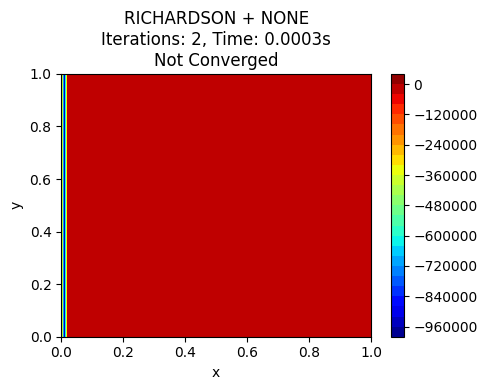 RICHARDSON + NONE
Iterations: 2, Time: 0.0003s
Not Converged
1.0
0.8
0.6
0.4
0.2
0.0
y
0.0 0.2 0.4 0.6 0.8 1.0
x
0
−120000
−240000
−360000
−480000
−600000
−720000
−840000
−960000